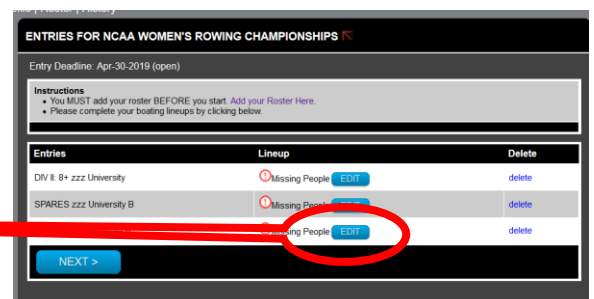 Roster | History
ENTRIES FOR NCAA WOMEN'S ROWING CHAMPIONSHIPS
Entry Deadline: Apr-30-2019 (open)
Instructions
• You MUST add your roster BEFORE you start. Add your Roster Here.
• Please complete your boating lineups by clicking below.
Entries Lineup Delete
DIV II: 8+ zzz University Missing People EDIT delete
SPARES zzz University B Missing People EDIT delete
Missing People EDIT delete
NEXT >